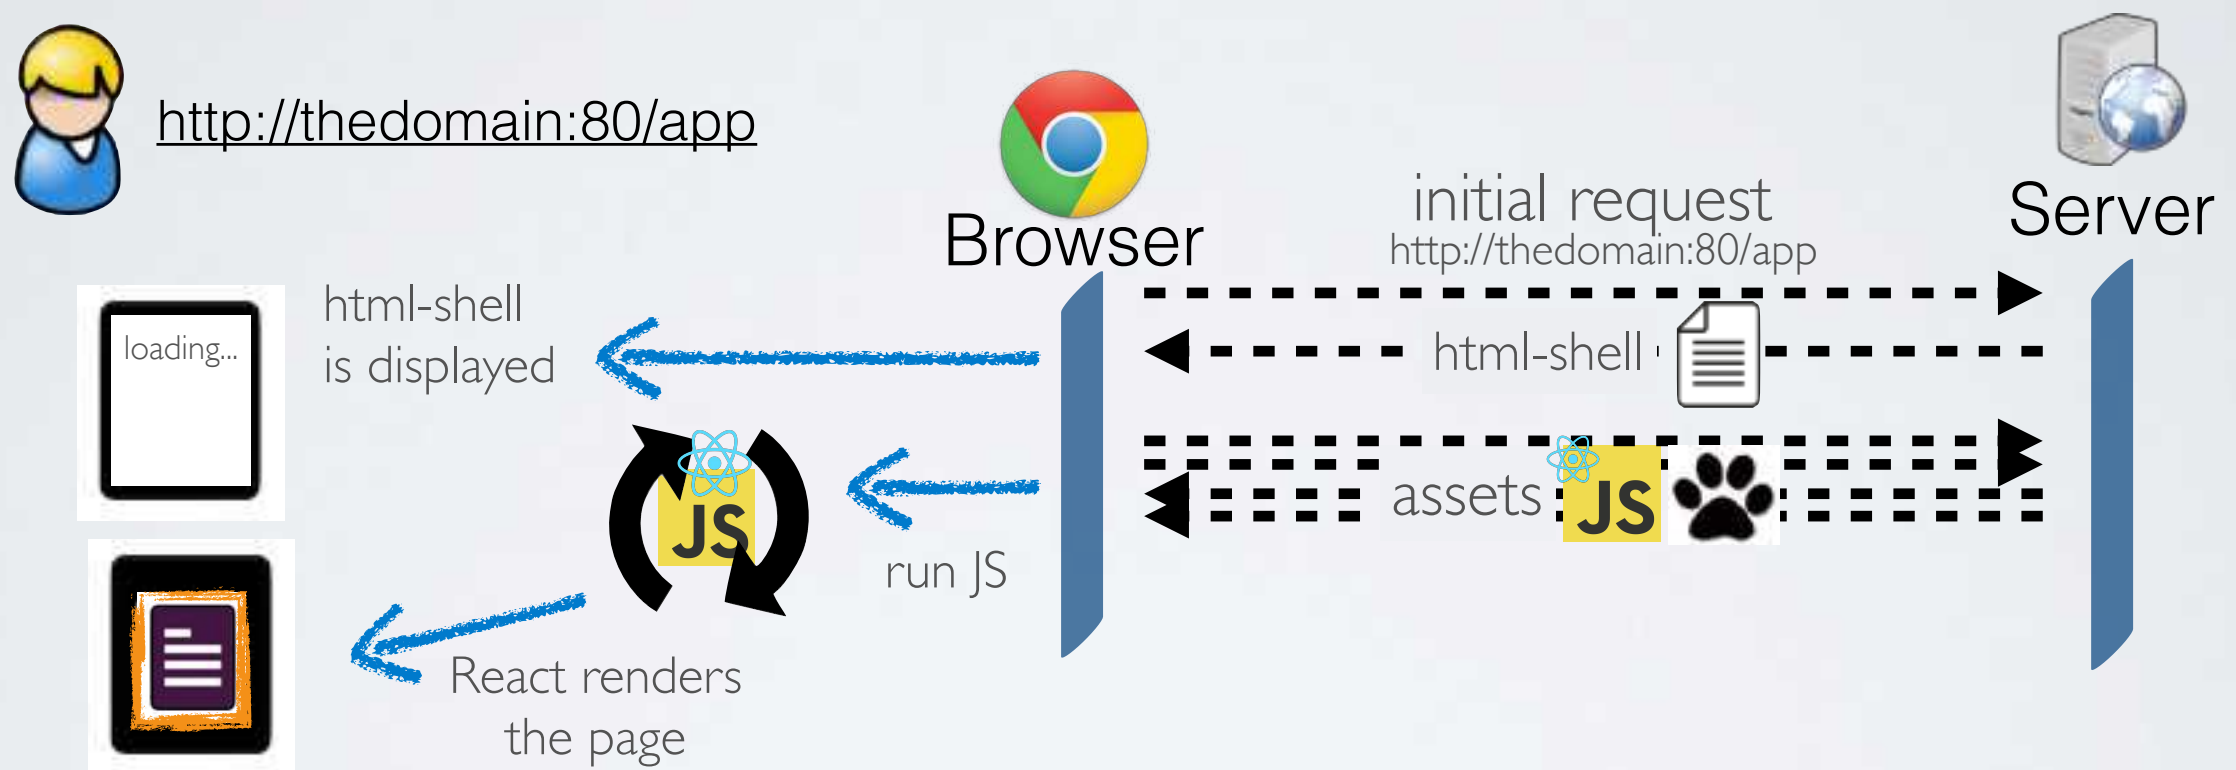 http://thedomain:80/app
Browser
initial request
http://thedomain:80/app
Server
html-shell
is displayed
loading...
html-shell
assets
JS
JS
run JS
React renders
the page